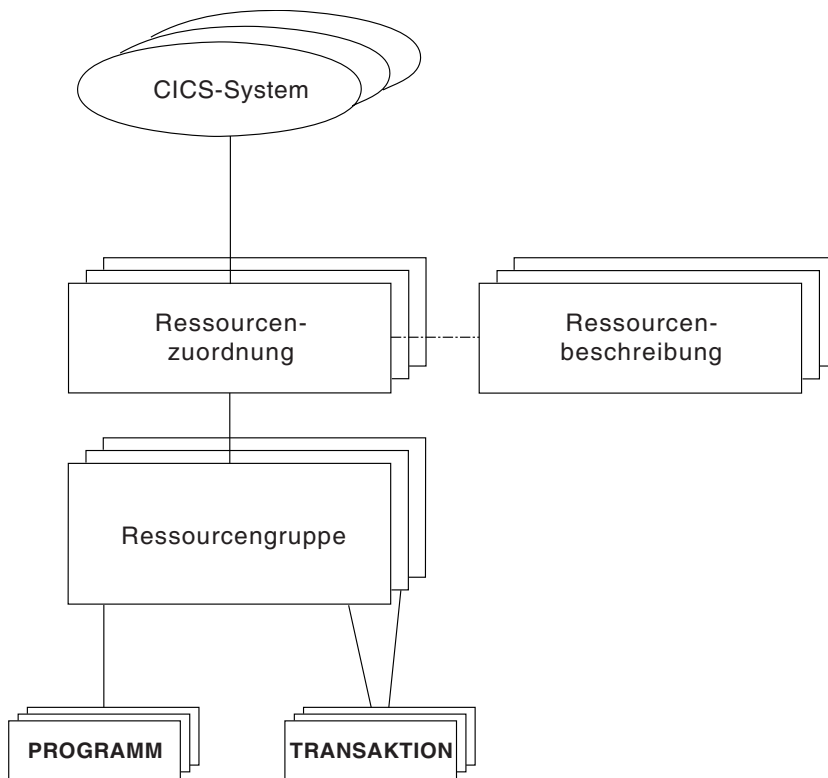 CICS-System
Ressourcen-
zuordnung
Ressourcen-
beschreibung
Ressourcengruppe
PROGRAMM
TRANSAKTION